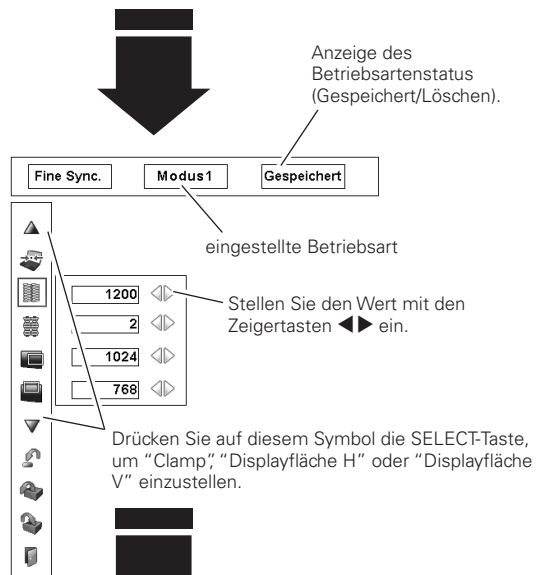 Anzeige des
Betriebsartenstatus
(Gespeichert/Löschen).
Fine Sync.
Modus1
Gespeichert
eingestellte Betriebsart
1200
2
1024
768
Stellen Sie den Wert mit den
Zeigertasten ◀▶ ein.
Drücken Sie auf diesem Symbol die SELECT-Taste,
um “Clamp”, “Displayfläche H” oder “Displayfläche
V” einzustellen.